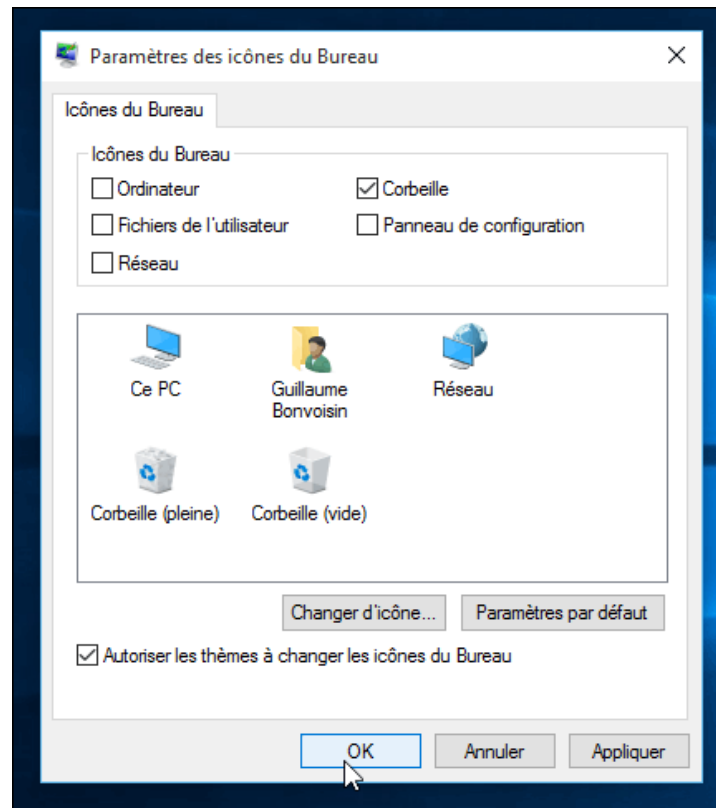 Paramètres des icônes du Bureau
Icônes du Bureau
Icônes du Bureau
Ordinateur
Corbeille
Fichiers de l'utilisateur
Panneau de configuration
Réseau
Ce PC
Guillaume
Bonvoisin
Réseau
Corbeille (pleine)
Corbeille (vide)
Changer d'icône...
Paramètres par défaut
Autoriser les thèmes à changer les icônes du Bureau
OK
Annuler
Appliquer